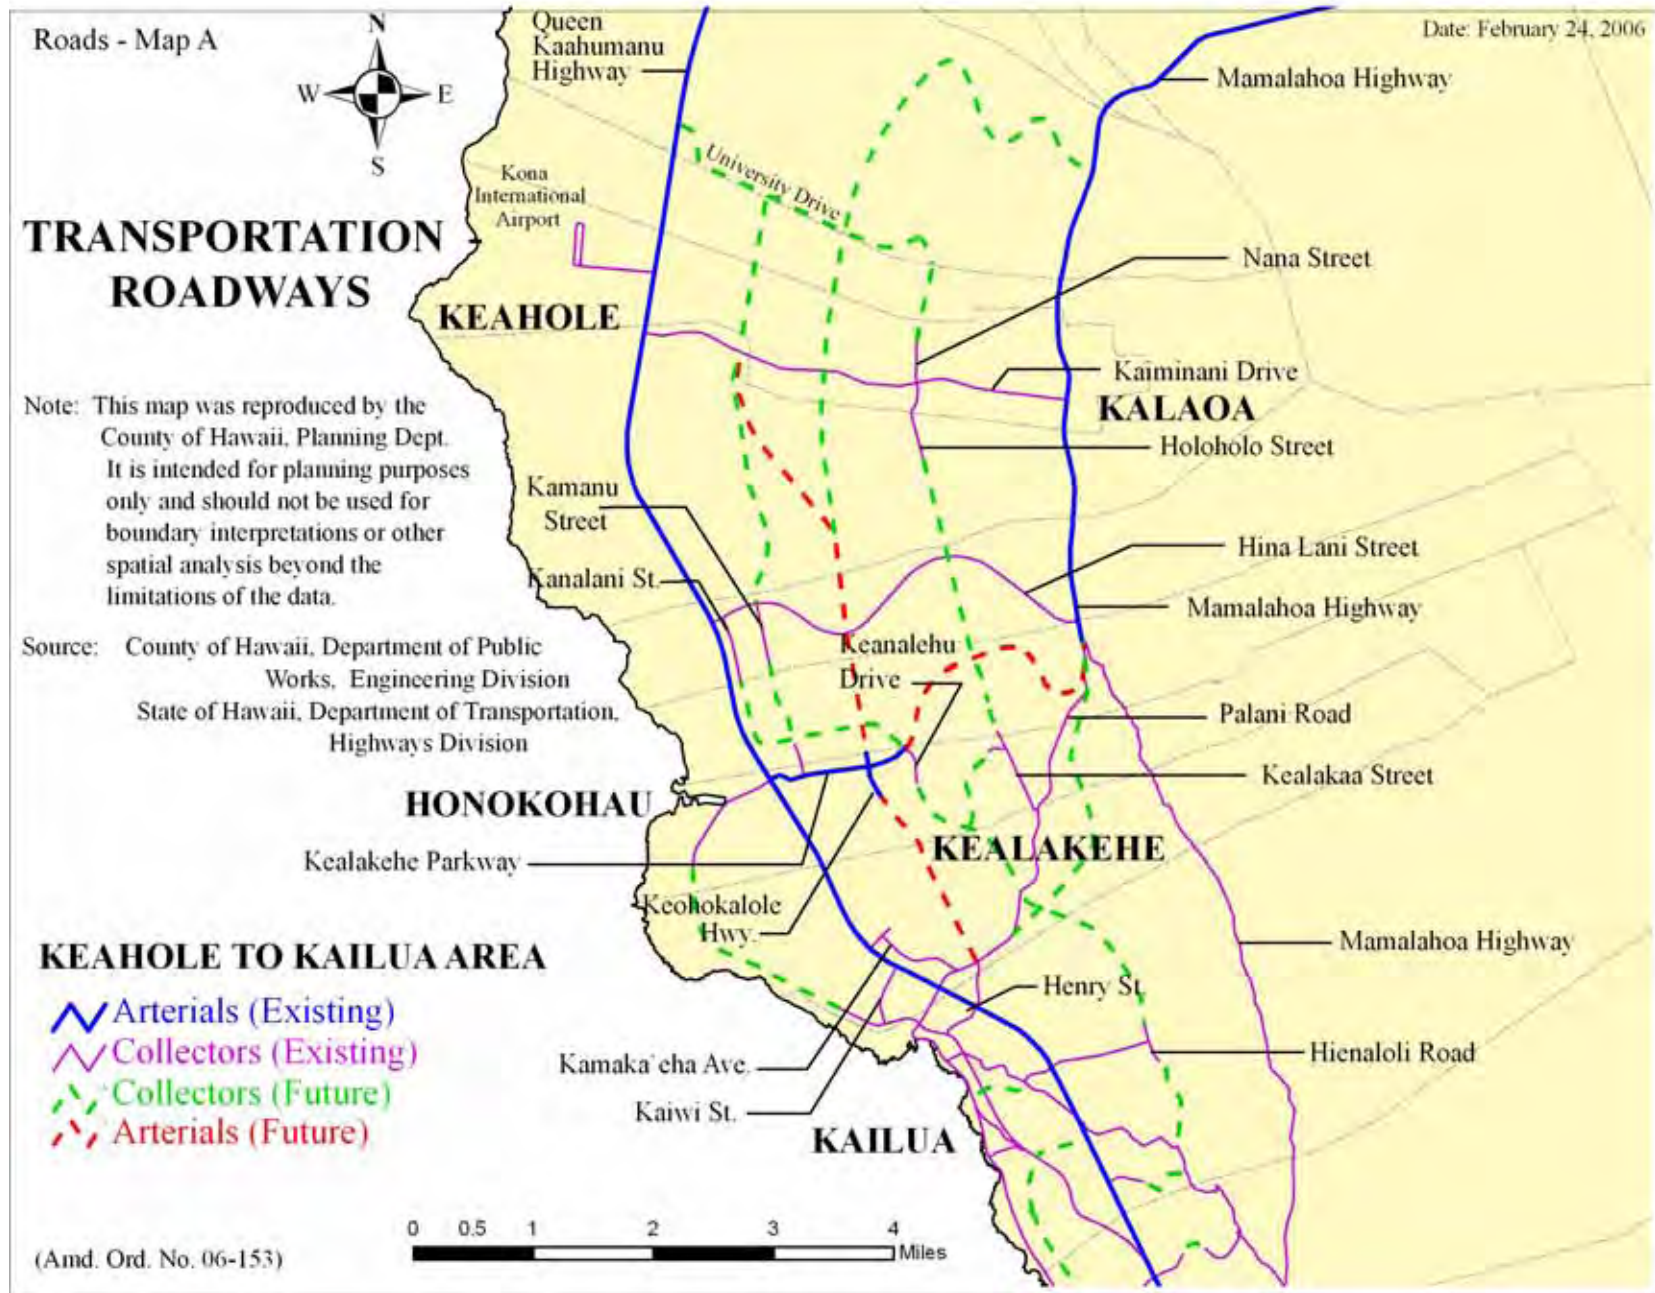 Roads - Map A
N
W
E
S
Date: February 24, 2006
TRANSPORTATION
ROADWAYS
Queen
Kaahumanu
Highway
Mamalahoa Highway
University Drive
Kona
International
Airport
KEAHOLE
Nana Street
Kaiminani Drive
KALAOA
Holoholo Street
Note: This map was reproduced by the
County of Hawaii, Planning Dept.
It is intended for planning purposes
only and should not be used for
boundary interpretations or other
spatial analysis beyond the
limitations of the data.
Source: County of Hawaii, Department of Public
Works, Engineering Division
State of Hawaii, Department of Transportation,
Highways Division
Kamanu
Street
Kanalani St.
Hina Lani Street
Mamalahoa Highway
Keanalehu
Drive
Palani Road
Kealakaa Street
HONOKOHAU
KEALAKEHE
Kealakehe Parkway
Keohokalole
Hwy.
Mamalahoa Highway
Henry St.
Hienaloli Road
Kamaka`eha Ave.
Kaiwi St.
KAILUA
KEAHOLE TO KAILUA AREA
Arterials (Existing)
Collectors (Existing)
Collectors (Future)
Arterials (Future)
0 0.5 1 2 3 4
Miles
(Amd. Ord. No. 06-153)